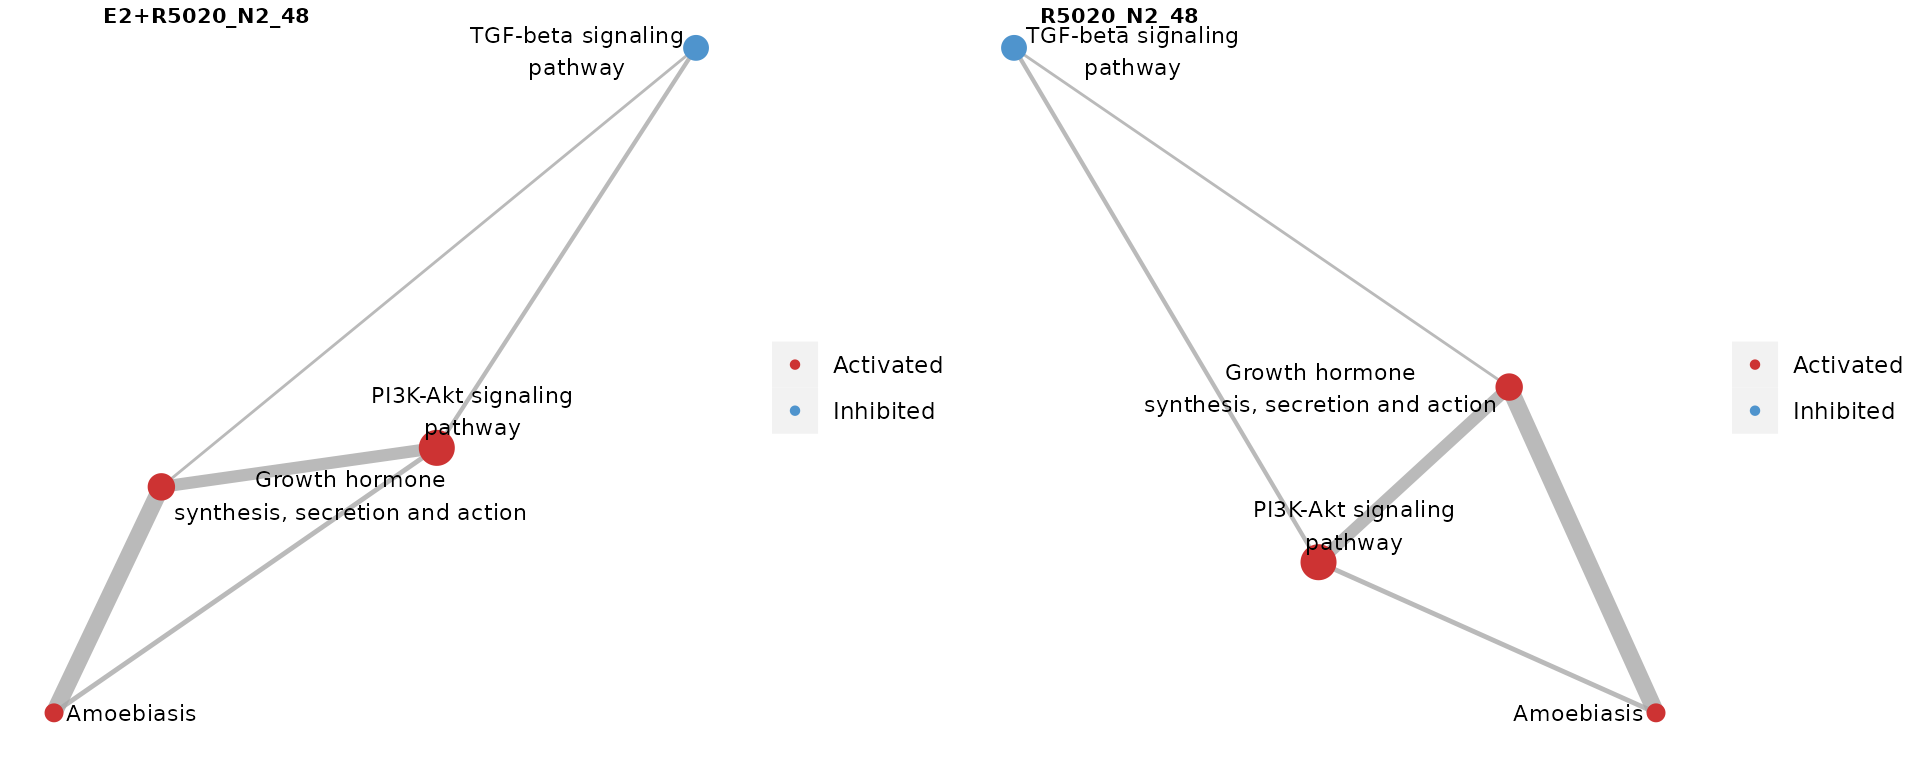 E2+R5020_N2_48
TGF-beta signaling
pathway
PI3K-Akt signaling
pathway
Growth hormone
synthesis, secretion and action
Amoebiasis
Activated
Inhibited
R5020_N2_48
TGF-beta signaling
pathway
Growth hormone
synthesis, secretion and action
PI3K-Akt signaling
pathway
Amoebiasis
Activated
Inhibited